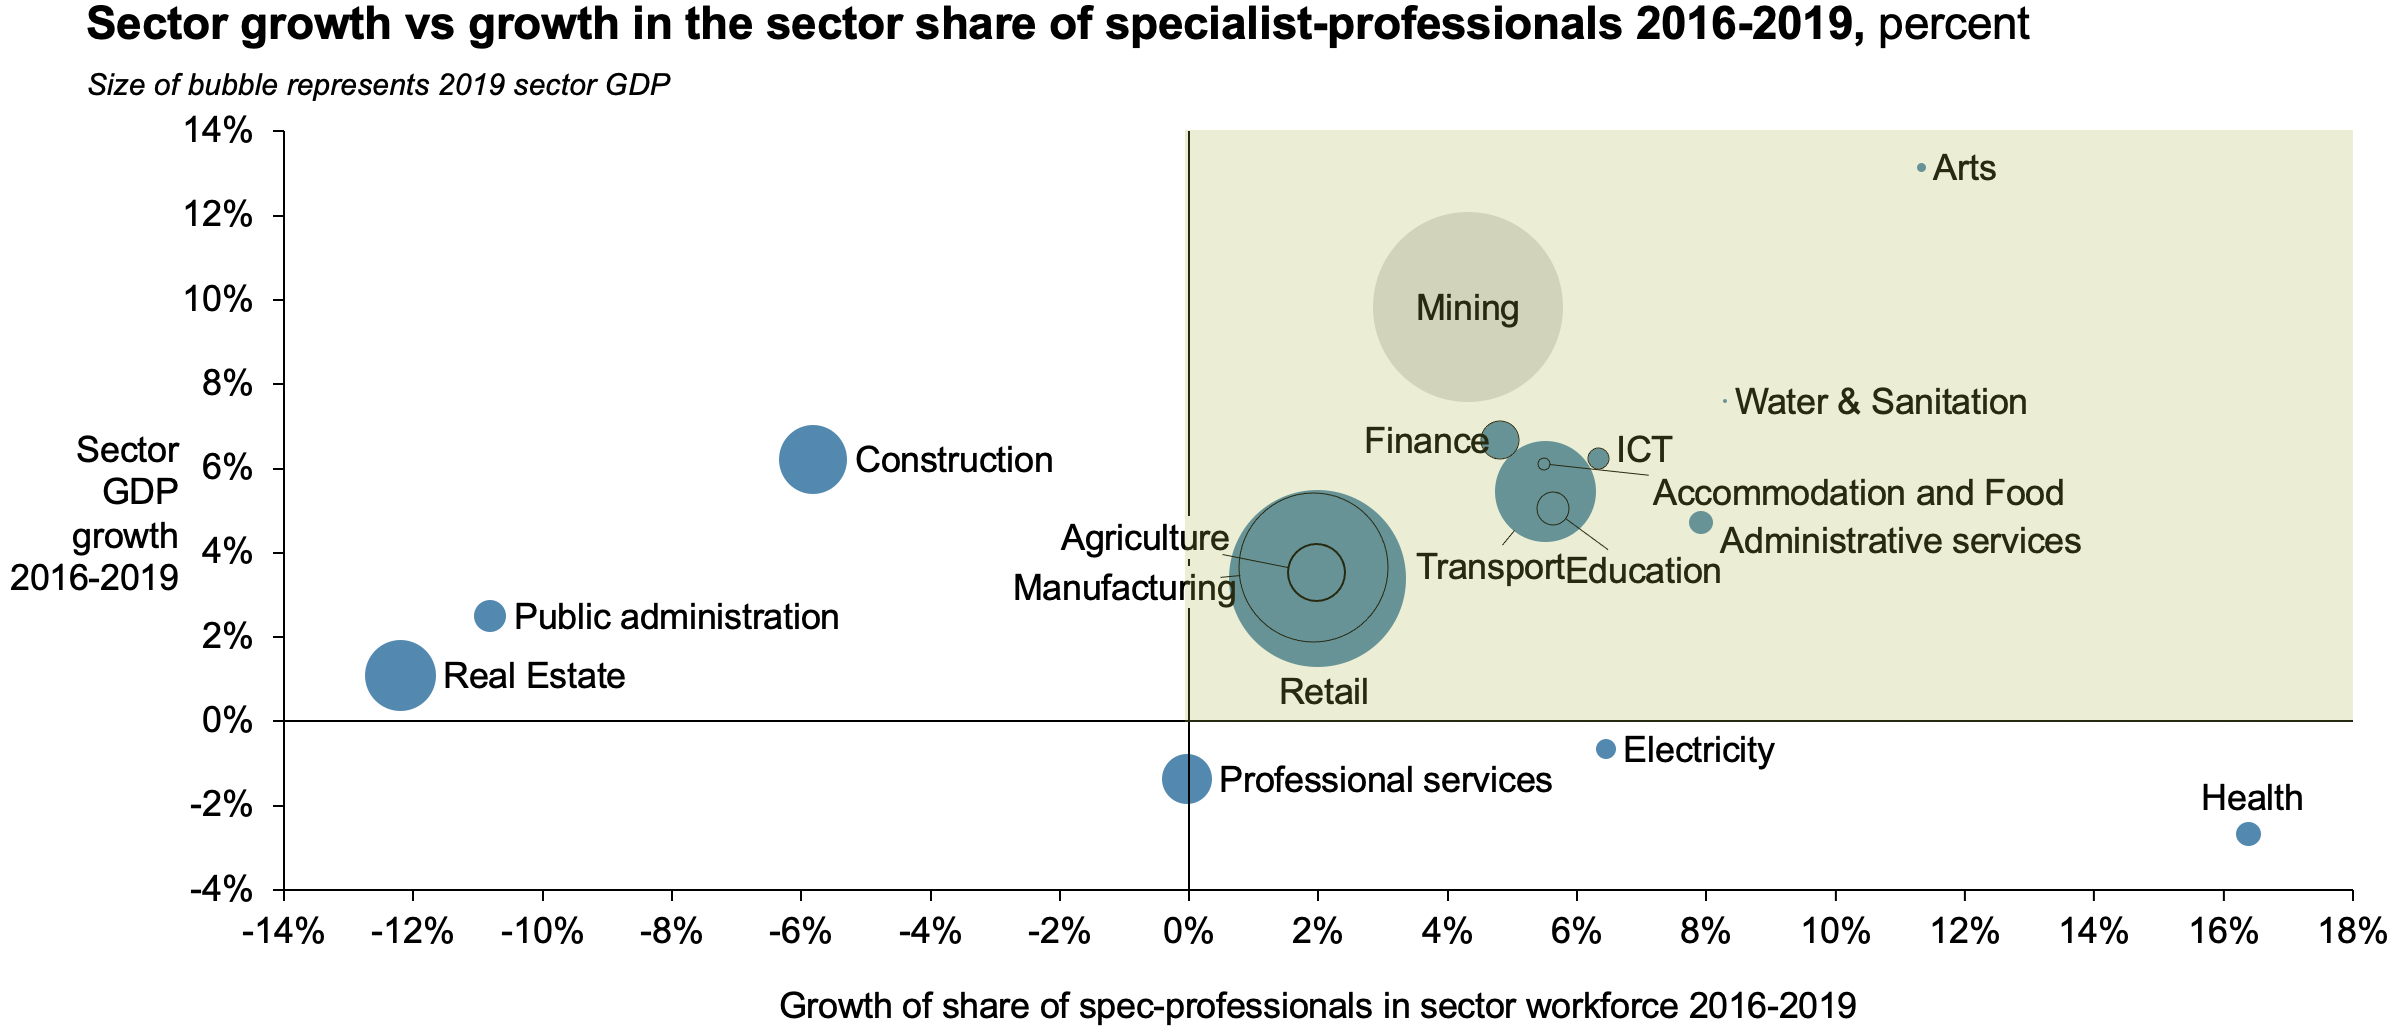 Sector growth vs growth in the sector share of specialist-professionals 2016-2019, percent
Size of bubble represents 2019 sector GDP
14%
12%
10%
8%
6%
4%
2%
0%
-2%
-4%
Sector
GDP
growth
2016-2019
Arts
Mining
Water & Sanitation
Finance
ICT
Construction
Accommodation and Food
Agriculture
Administrative services
Manufacturing
Transport
Education
Public administration
Real Estate
Retail
Electricity
Professional services
Health
-14% -12% -10% -8% -6% -4% -2% 0% 2% 4% 6% 8% 10% 12% 14% 16% 18%
Growth of share of spec-professionals in sector workforce 2016-2019